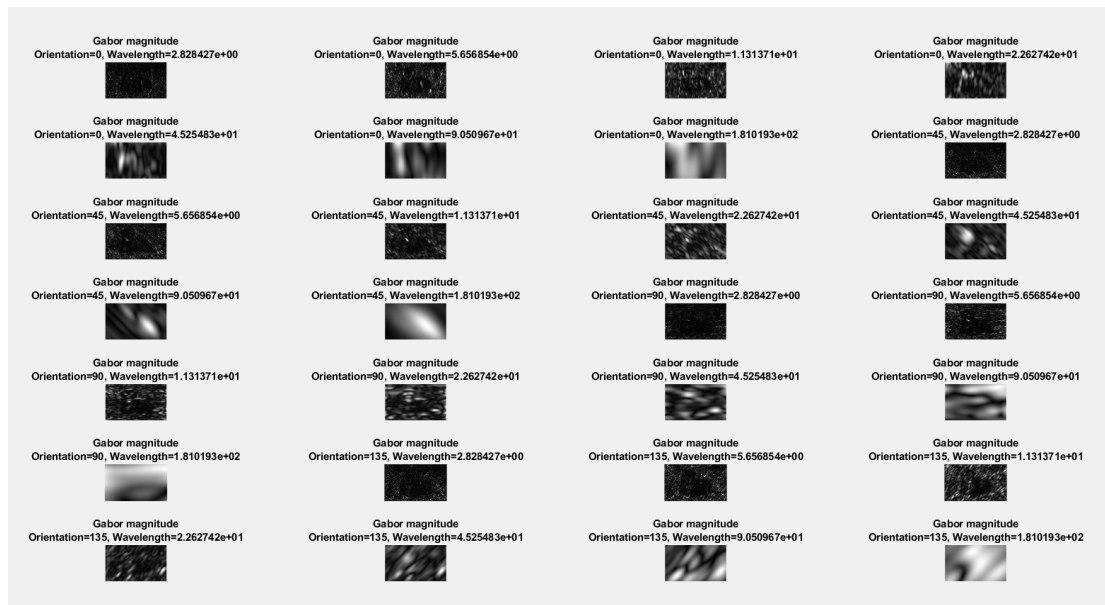 Gabor magnitude
Orientation=0, Wavelength=2.828427e+00
Gabor magnitude
Orientation=0, Wavelength=5.656854e+00
Gabor magnitude
Orientation=0, Wavelength=1.131371e+01
Gabor magnitude
Orientation=0, Wavelength=2.262742e+01
Gabor magnitude
Orientation=0, Wavelength=4.525483e+01
Gabor magnitude
Orientation=0, Wavelength=9.050967e+01
Gabor magnitude
Orientation=0, Wavelength=1.810193e+02
Gabor magnitude
Orientation=45, Wavelength=2.828427e+00
Gabor magnitude
Orientation=45, Wavelength=5.656854e+00
Gabor magnitude
Orientation=45, Wavelength=1.131371e+01
Gabor magnitude
Orientation=45, Wavelength=2.262742e+01
Gabor magnitude
Orientation=45, Wavelength=4.525483e+01
Gabor magnitude
Orientation=45, Wavelength=9.050967e+01
Gabor magnitude
Orientation=45, Wavelength=1.810193e+02
Gabor magnitude
Orientation=90, Wavelength=2.828427e+00
Gabor magnitude
Orientation=90, Wavelength=5.656854e+00
Gabor magnitude
Orientation=90, Wavelength=1.131371e+01
Gabor magnitude
Orientation=90, Wavelength=2.262742e+01
Gabor magnitude
Orientation=90, Wavelength=4.525483e+01
Gabor magnitude
Orientation=90, Wavelength=9.050967e+01
Gabor magnitude
Orientation=90, Wavelength=1.810193e+02
Gabor magnitude
Orientation=135, Wavelength=2.828427e+00
Gabor magnitude
Orientation=135, Wavelength=5.656854e+00
Gabor magnitude
Orientation=135, Wavelength=1.131371e+01
Gabor magnitude
Orientation=135, Wavelength=2.262742e+01
Gabor magnitude
Orientation=135, Wavelength=4.525483e+01
Gabor magnitude
Orientation=135, Wavelength=9.050967e+01
Gabor magnitude
Orientation=135, Wavelength=1.810193e+02